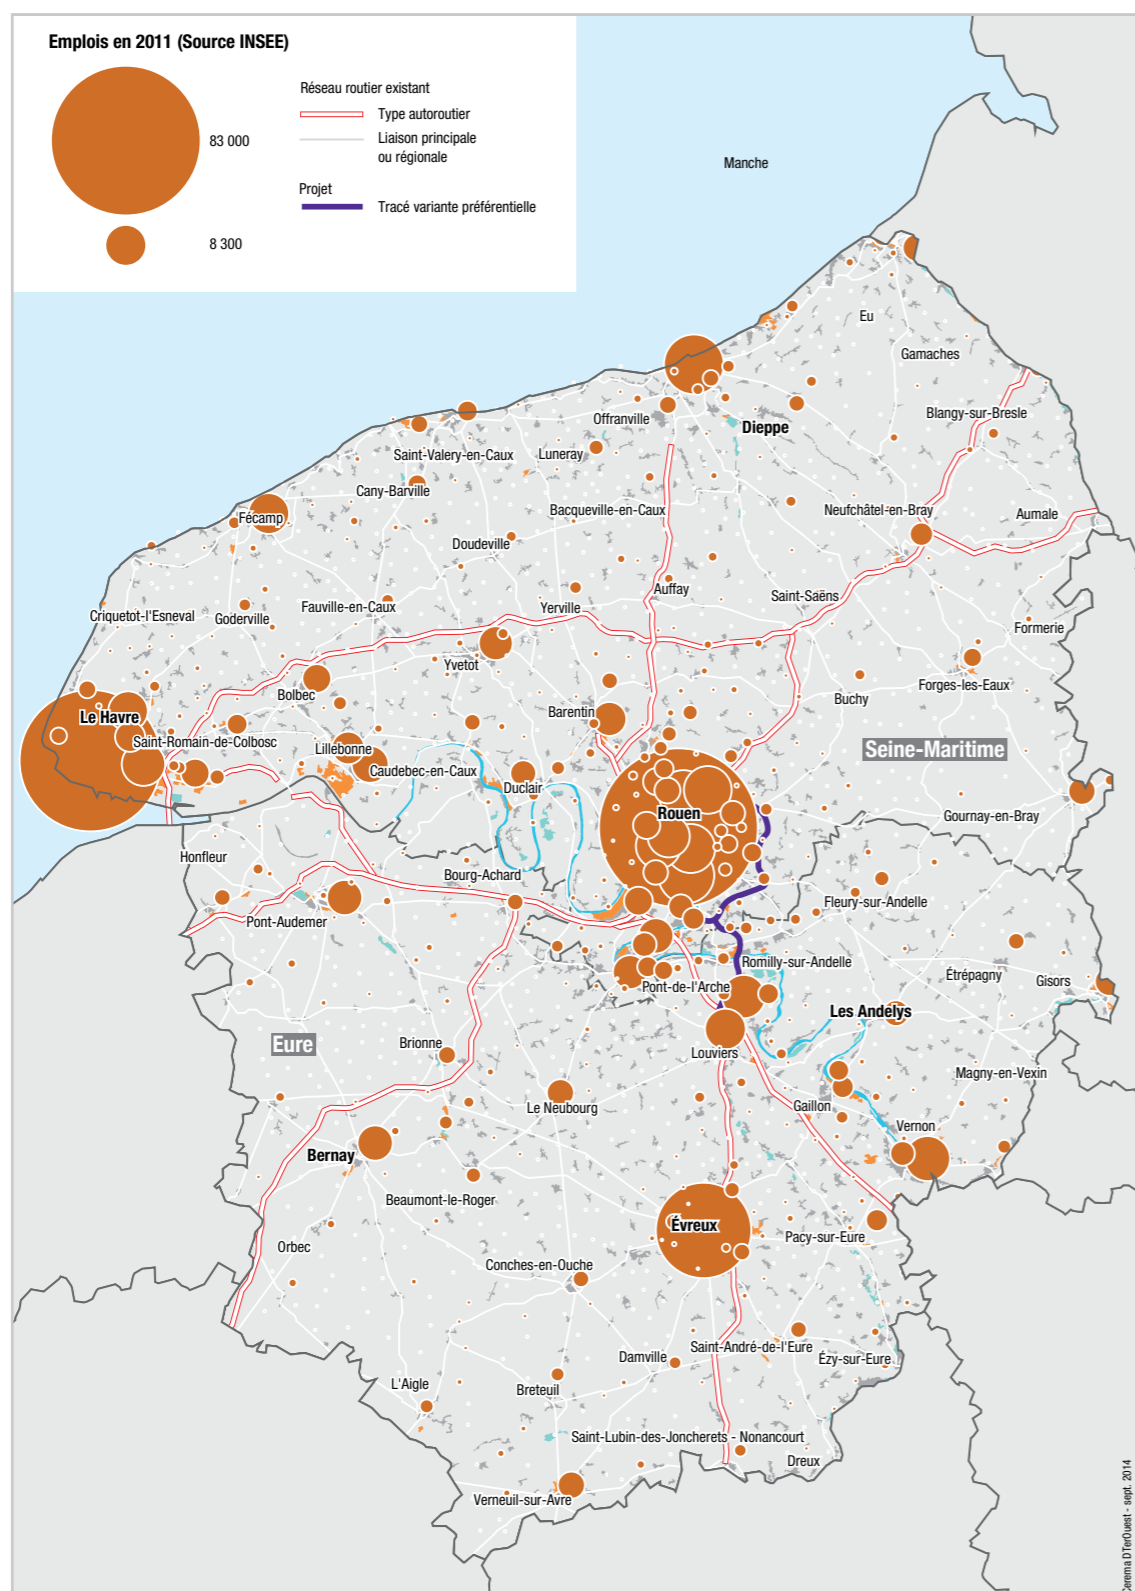 Emplois en 2011 (Source INSEE)
83 000
8 300
Réseau routier existant
Type autoroutier
Liaison principale
ou régionale
Projet
Tracé variante préférentielle
Manche
Eu
Gamaches
Blangy-sur-Bresle
Offranville
Dieppe
Saint-Valery-en-Caux
Luneray
Cany-Barville
Bacqueville-en-Caux
Neufchâtel-en-Bray
Aumale
Fécamp
Doudeville
Auffay
Saint-Saëns
Criquetot-l'Esneval
Goderville
Fauville-en-Caux
Yerville
Formerie
Yvetot
Forges-les-Eaux
Bolbec
Buchy
Le Havre
Barentin
Saint-Romain-de-Colbosc
Lillebonne
Seine-Maritime
Caudebec-en-Caux
Duclair
Rouen
Gournay-en-Bray
Honfleur
Bourg-Achard
Fleury-sur-Andelle
Pont-Audemer
Romilly-sur-Andelle
Étrépagny
Gisors
Pont-de-l'Arche
Les Andelys
Eure
Brionne
Louviers
Magny-en-Vexin
Le Neubourg
Gaillon
Vernon
Bernay
Beaumont-le-Roger
Évreux
Pacy-sur-Eure
Orbec
Conches-en-Ouche
Saint-André-de-l'Eure
Damville
Ézy-sur-Eure
L'Aigle
Breteuil
Saint-Lubin-des-Joncherets - Nonancourt
Dreux
Verneuil-sur-Avre
Cerema DTerOuest - sept. 2014